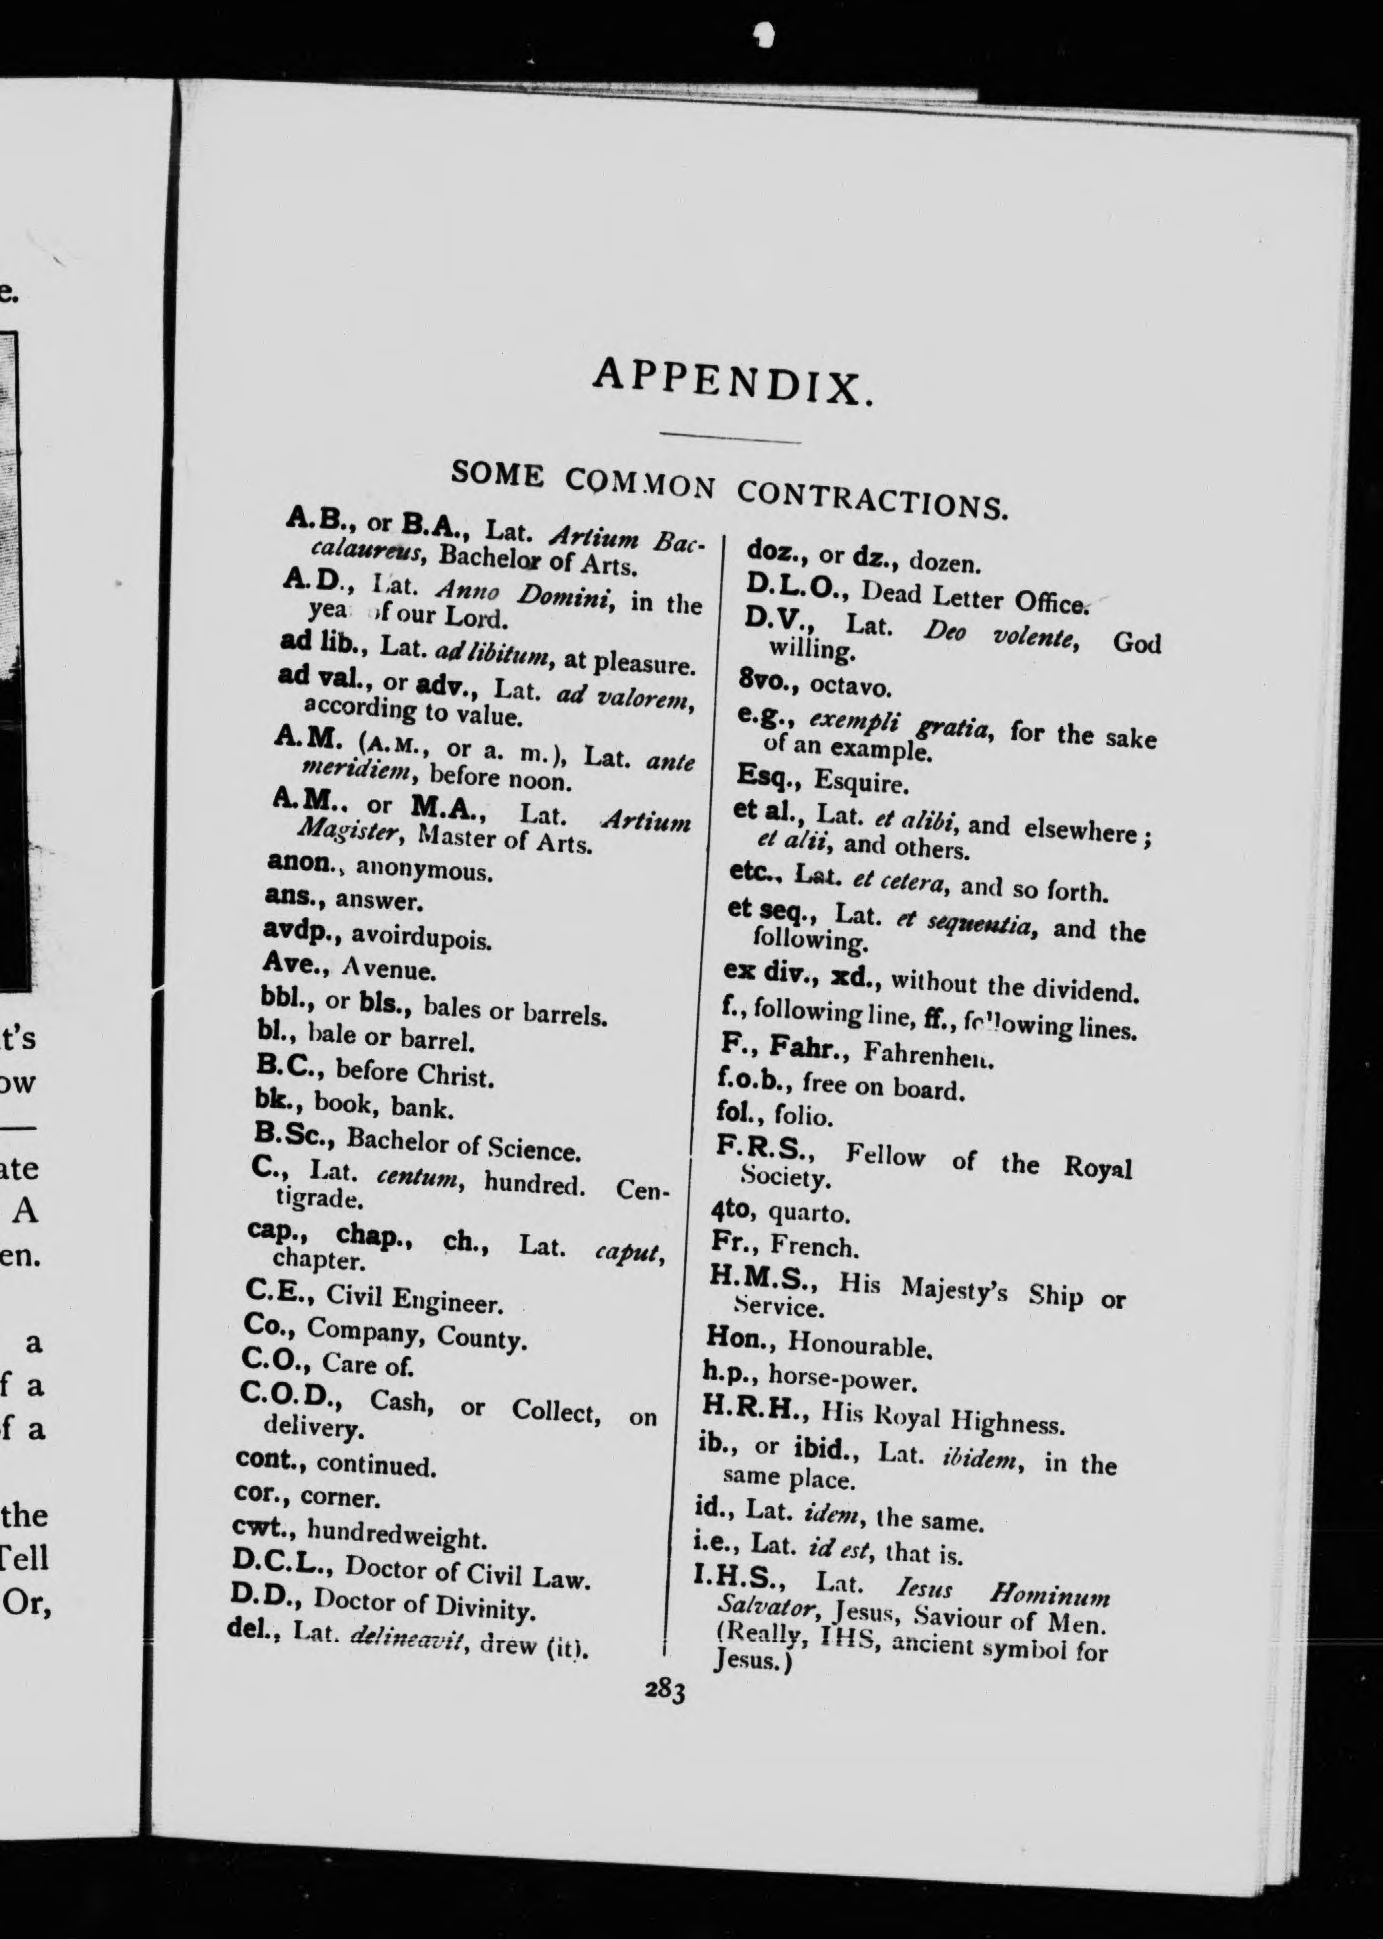 e.
t's
ow
ate
A
en.
a
f a
f a
the
Tell
Or,
APPENDIX.
SOME COMMON CONTRACTIONS.
A.B., or B.A., Lat. Artium Bac-
calaureus, Bachelor of Arts.
A.D., Lat. Anno Domini, in the
yea of our Lord.
ad lib., Lat. ad libitum, at pleasure.
ad val., or adv., Lat. ad valorem,
according to value.
A.M. (A.M., or a. m.), Lat. ante
meridiem, before noon.
A.M., or M.A., Lat. Artium
Magister, Master of Arts.
anon., anonymous.
ans., answer.
avdp., avoirdupois.
Ave., Avenue.
bbl., or bls., bales or barrels.
bl., bale or barrel.
B.C., before Christ.
bk., book, bank.
B.Sc., Bachelor of Science.
C., Lat. centum, hundred. Cen-
tigrade.
cap., chap., ch., Lat. caput,
chapter.
C.E., Civil Engineer.
Co., Company, County.
C.O., Care of.
C.O.D., Cash, or Collect, on
delivery.
cont., continued.
cor., corner.
cwt., hundredweight.
D.C.L., Doctor of Civil Law.
D.D., Doctor of Divinity.
del., Lat. delineavit, drew (it).
doz., or dz., dozen.
D.L.O., Dead Letter Office.
D.V., Lat. Deo volente, God
willing.
8vo., octavo.
e.g., exempli gratia, for the sake
of an example.
Esq., Esquire.
et al., Lat. et alibi, and elsewhere;
et alii, and others.
etc., Lat. et cetera, and so forth.
et seq., Lat. et sequentia, and the
following.
ex div., xd., without the dividend.
f., following line, ff., following lines.
F., Fahr., Fahrenheit.
f.o.b., free on board.
fol., folio.
F.R.S., Fellow of the Royal
Society.
4to, quarto.
Fr., French.
H.M.S., His Majesty's Ship or
Service.
Hon., Honourable.
h.p., horse-power.
H.R.H., His Royal Highness.
ib., or ibid., Lat. ibidem, in the
same place.
id., Lat. idem, the same.
i.e., Lat. id est, that is.
I.H.S., Lat. Iesus Hominum
Salvator, Jesus, Saviour of Men.
(Really, IHS, ancient symbol for
Jesus.)
283